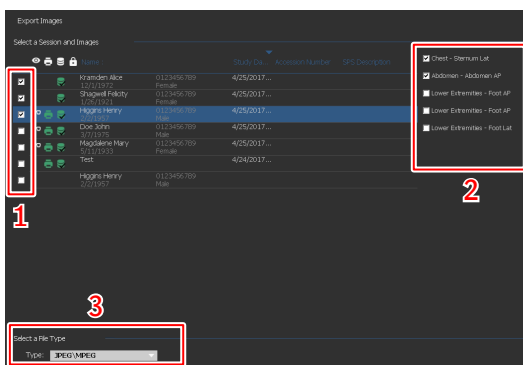 Export Images
Select a Session and Images
Name Study Da... Accession Number SPS Description
Kramden Alice 0123456789 4/25/2017...
12/1/1972 Female
Shagwell Felicity 0123456789 4/25/2017...
1/26/1921 Female
Higgins Henry 0123456789 4/25/2017...
2/2/1957 Male
Doe John 0123456789 4/25/2017...
3/7/1975 Male
Magdalene Mary 0123456789 4/25/2017...
5/11/1933 Female
Test 4/24/2017...
Higgins Henry 0123456789
2/2/1957 Male
Chest - Sternum Lat
Abdomen - Abdomen AP
Lower Extremities - Foot AP
Lower Extremities - Foot AP
Lower Extremities - Foot Lat
1
2
3
Select a File Type
Type: JPEG\MPEG